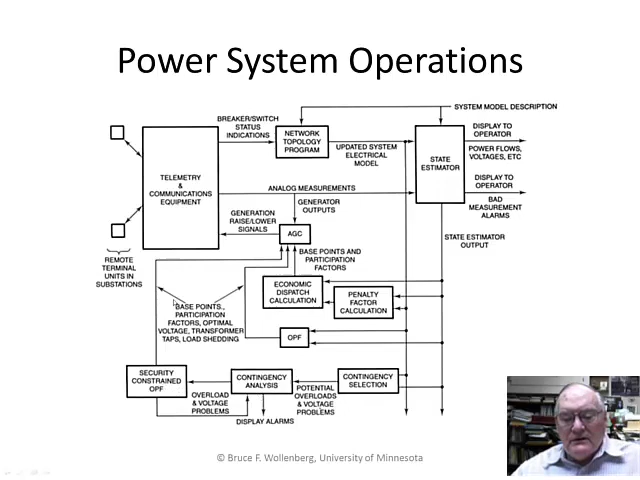 Power System Operations
SYSTEM MODEL DESCRIPTION
BREAKER/SWITCH
STATUS
INDICATIONS
NETWORK
TOPOLOGY
PROGRAM
UPDATED SYSTEM
ELECTRICAL
MODEL
STATE
ESTIMATOR
DISPLAY TO
OPERATOR
POWER FLOWS,
VOLTAGES, ETC
DISPLAY TO
OPERATOR
BAD
MEASUREMENT
ALARMS
TELEMETRY
&
COMMUNICATIONS
EQUIPMENT
ANALOG MEASUREMENTS
GENERATOR
OUTPUTS
GENERATION
RAISE/LOWER
SIGNALS
AGC
STATE ESTIMATOR
OUTPUT
REMOTE
TERMINAL
UNITS IN
SUBSTATIONS
BASE POINTS AND
PARTICIPATION
FACTORS
ECONOMIC
DISPATCH
CALCULATION
PENALTY
FACTOR
CALCULATION
BASE POINTS,
PARTICIPATION
FACTORS, OPTIMAL
VOLTAGE, TRANSFORMER
TAPS, LOAD SHEDDING
OPF
SECURITY
CONSTRAINED
OPF
CONTINGENCY
ANALYSIS
CONTINGENCY
SELECTION
OVERLOAD
& VOLTAGE
PROBLEMS
POTENTIAL
OVERLOADS
& VOLTAGE
PROBLEMS
DISPLAY ALARMS
© Bruce F. Wollenberg, University of Minnesota